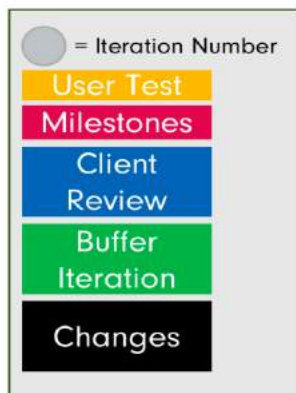 = Iteration Number
User Test
Milestones
Client
Review
Buffer
Iteration
Changes